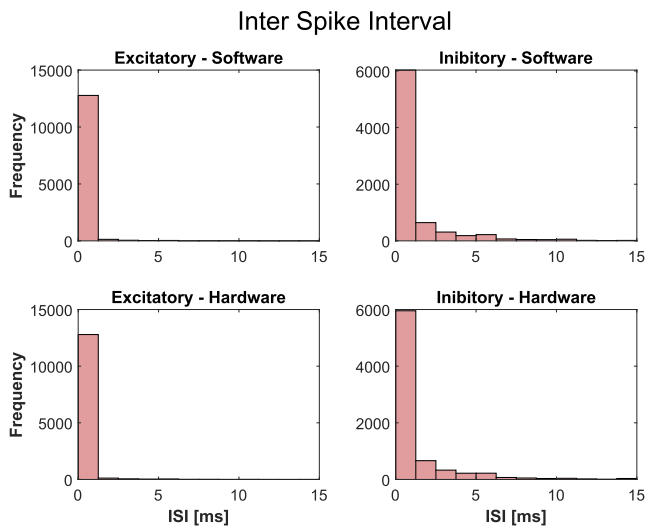 Inter Spike Interval
Excitatory - Software
Inibitory - Software
15000
10000
5000
0
Frequency
0 5 10 15
6000
4000
2000
0
0 5 10 15
Excitatory - Hardware
Inibitory - Hardware
15000
10000
5000
0
Frequency
0 5 10 15
ISI [ms]
6000
4000
2000
0
0 5 10 15
ISI [ms]